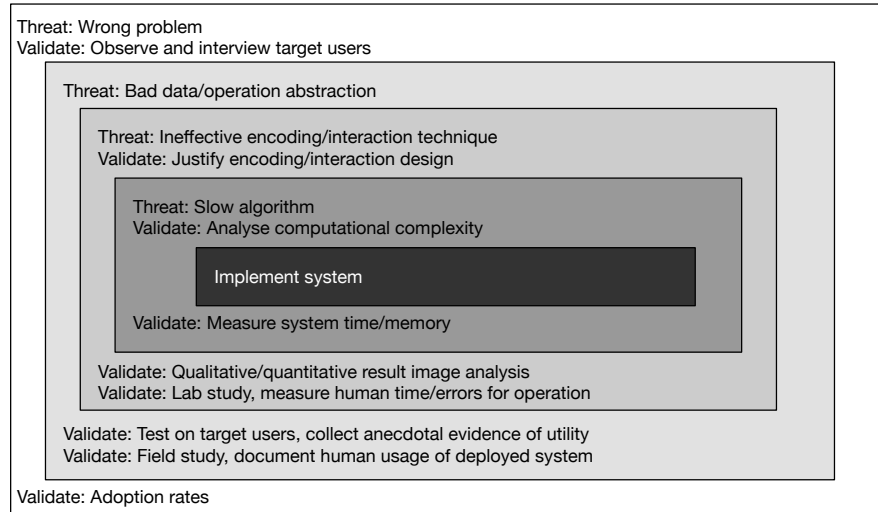 Threat: Wrong problem
Validate: Observe and interview target users
Threat: Bad data/operation abstraction
Threat: Ineffective encoding/interaction technique
Validate: Justify encoding/interaction design
Threat: Slow algorithm
Validate: Analyse computational complexity
Implement system
Validate: Measure system time/memory
Validate: Qualitative/quantitative result image analysis
Validate: Lab study, measure human time/errors for operation
Validate: Test on target users, collect anecdotal evidence of utility
Validate: Field study, document human usage of deployed system
Validate: Adoption rates